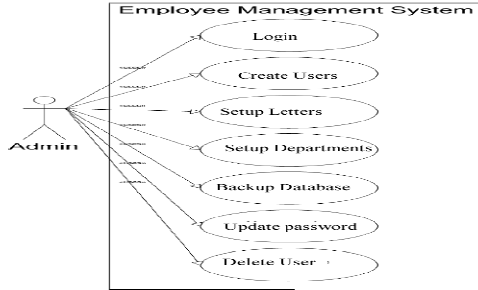 Employee Management System
Login
Create Users
Setup Letters
Admin
Setup Departments
Backup Database
Update password
Delete User